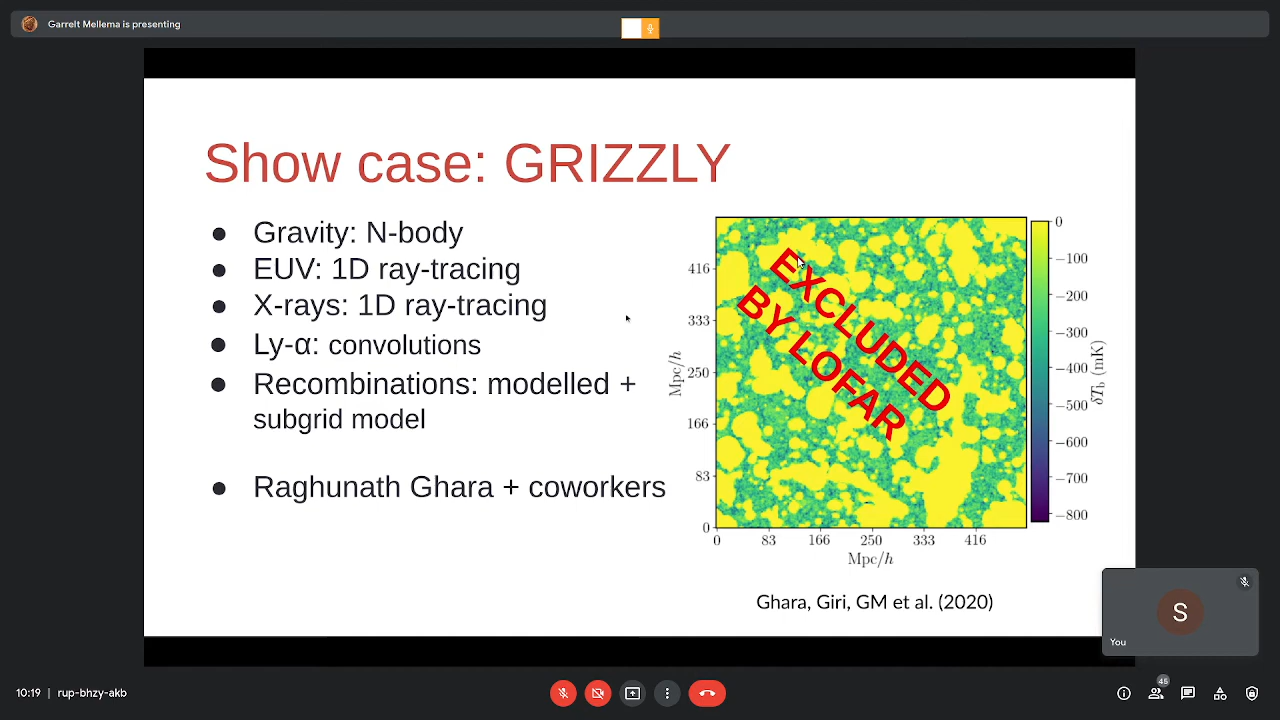 Garrelt Mellema is presenting
Show case: GRIZZLY
● Gravity: N-body
● EUV: 1D ray-tracing
● X-rays: 1D ray-tracing
● Ly-α: convolutions
● Recombinations: modelled +
subgrid model
● Raghunath Ghara + coworkers
EXCLUDED
BY LOFAR
416
333
250
166
83
0
Mpc/h
0 83 166 250 333 416
Mpc/h
0
−100
−200
−300
−400
−500
−600
−700
−800
δTb (mK)
Ghara, Giri, GM et al. (2020)
S
You
10:19 | rup-bhzy-akb
45